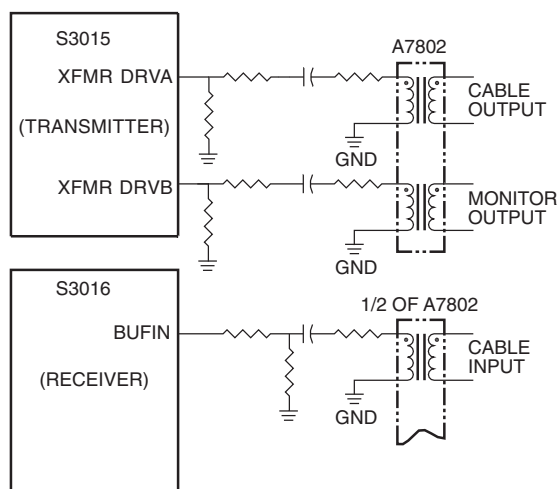 S3015
A7802
XFMR DRVA
CABLE
OUTPUT
(TRANSMITTER)
GND
XFMR DRVB
MONITOR
OUTPUT
GND
S3016
1/2 OF A7802
BUFIN
CABLE
INPUT
(RECEIVER)
GND